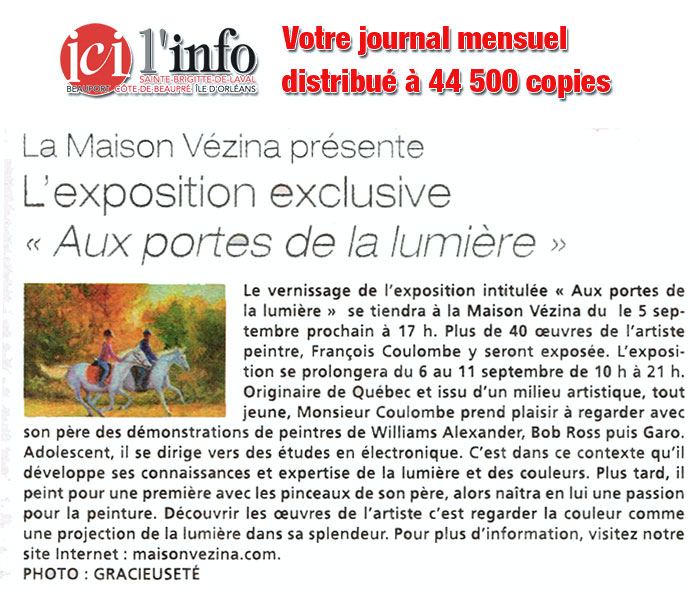 ici l'info
SAINTE-BRIGITTE-DE-LAVAL
BEAUPORT CÔTE-DE-BEAUPRÉ ÎLE D'ORLÉANS
Votre journal mensuel
distribué à 44 500 copies
La Maison Vézina présente
L'exposition exclusive
« Aux portes de la lumière »
Le vernissage de l'exposition intitulée « Aux portes de
la lumière » se tiendra à la Maison Vézina du le 5 sep-
tembre prochain à 17 h. Plus de 40 œuvres de l'artiste
peintre, François Coulombe y seront exposée. L'exposi-
tion se prolongera du 6 au 11 septembre de 10 h à 21 h.
Originaire de Québec et issu d'un milieu artistique, tout
jeune, Monsieur Coulombe prend plaisir à regarder avec
son père des démonstrations de peintres de Williams Alexander, Bob Ross puis Garo.
Adolescent, il se dirige vers des études en électronique. C'est dans ce contexte qu'il
développe ses connaissances et expertise de la lumière et des couleurs. Plus tard, il
peint pour une première avec les pinceaux de son père, alors naîtra en lui une passion
pour la peinture. Découvrir les œuvres de l'artiste c'est regarder la couleur comme
une projection de la lumière dans sa splendeur. Pour plus d'information, visitez notre
site Internet : maisonvezina.com.
PHOTO : GRACIEUSETÉ